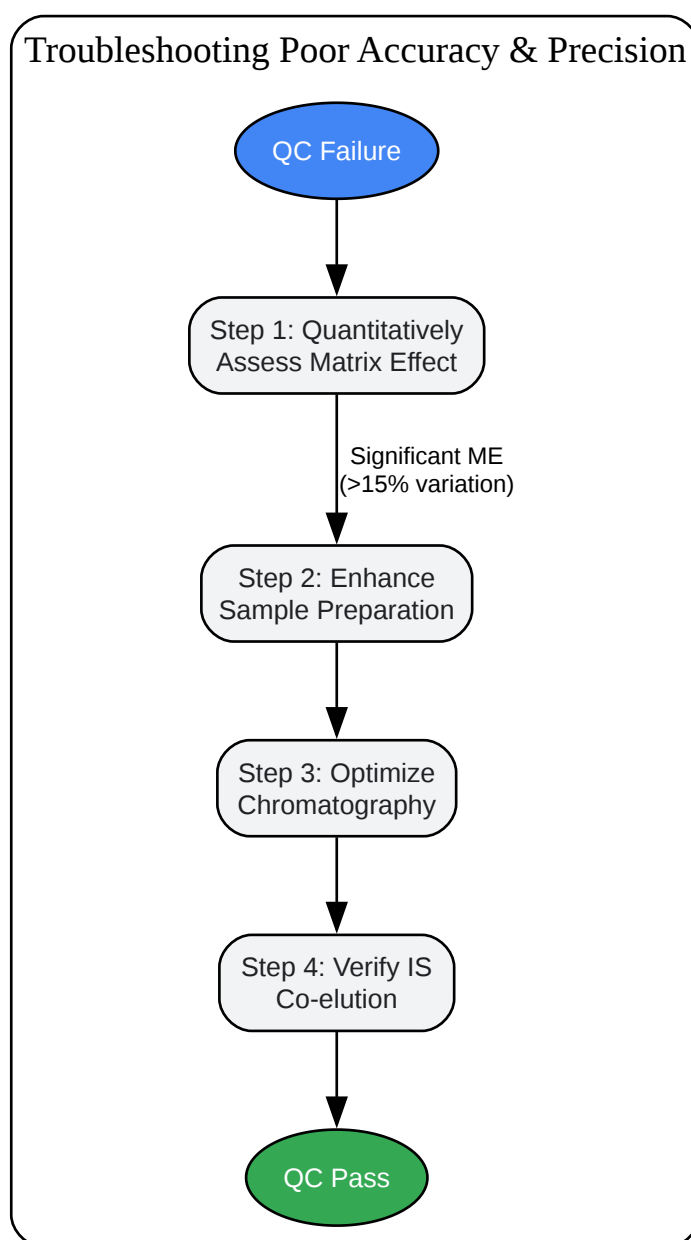 Troubleshooting Poor Accuracy & Precision
QC Failure
Step 1: Quantitatively
Assess Matrix Effect
Significant ME
(>15% variation)
Step 2: Enhance
Sample Preparation
Step 3: Optimize
Chromatography
Step 4: Verify IS
Co-elution
QC Pass